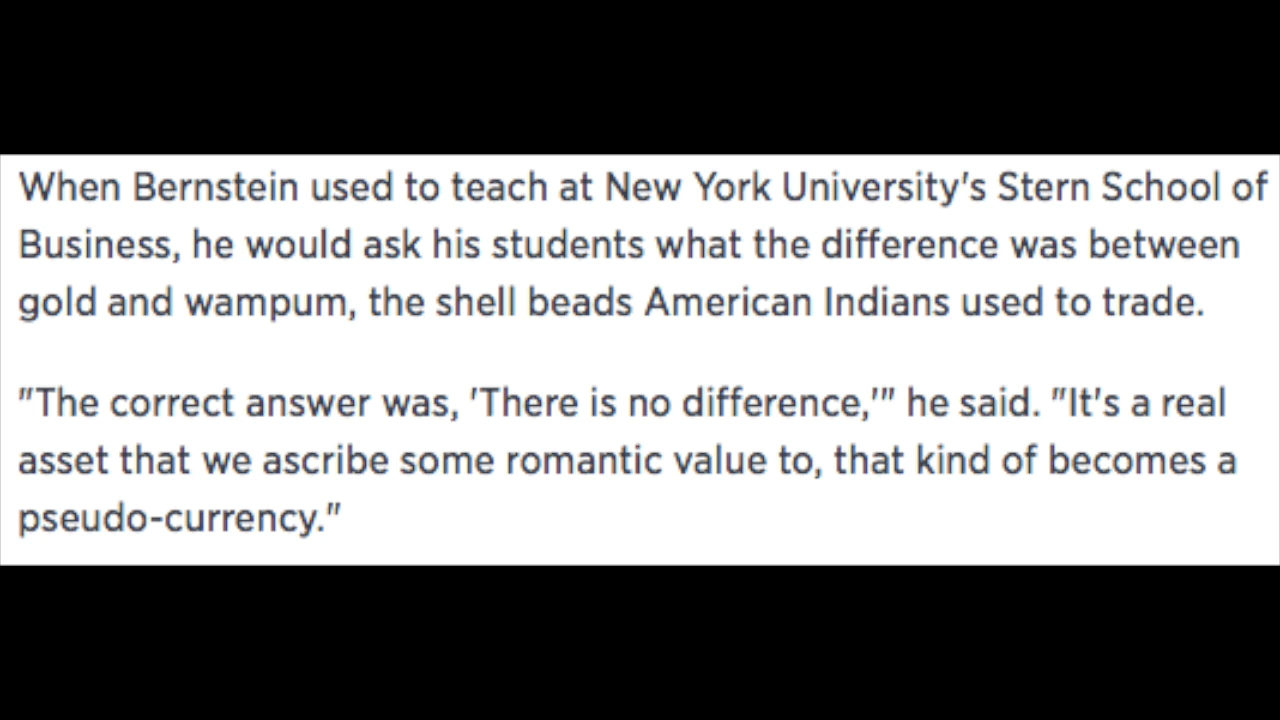 When Bernstein used to teach at New York University's Stern School of
Business, he would ask his students what the difference was between
gold and wampum, the shell beads American Indians used to trade.
"The correct answer was, 'There is no difference,'" he said. "It's a real
asset that we ascribe some romantic value to, that kind of becomes a
pseudo-currency."